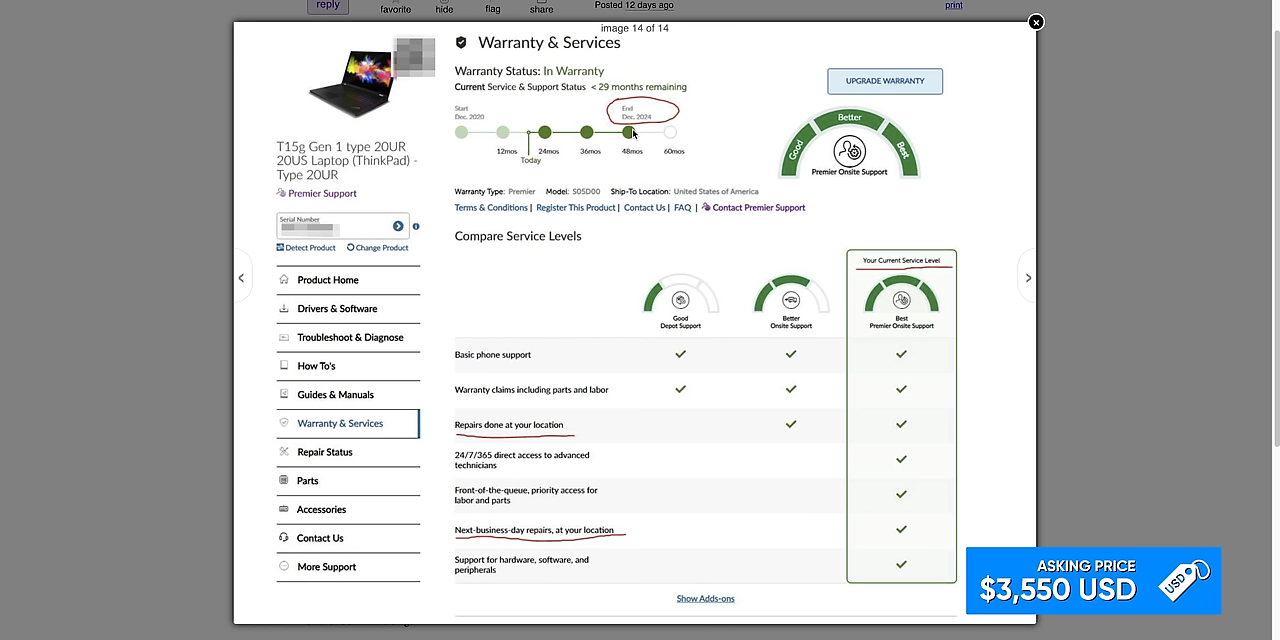 reply
favorite
hide
flag
share
Posted 12 days ago
print
image 14 of 14
Warranty & Services
Warranty Status: In Warranty
Current Service & Support Status < 29 months remaining
UPGRADE WARRANTY
Start
Dec. 2020
End
Dec. 2024
12mos
24mos
36mos
48mos
60mos
Today
Good
Better
Best
Premier Onsite Support
T15g Gen 1 type 20UR
20US Laptop (ThinkPad) -
Type 20UR
Premier Support
Serial Number
Detect Product
Change Product
Product Home
Drivers & Software
Troubleshoot & Diagnose
How To's
Guides & Manuals
Warranty & Services
Repair Status
Parts
Accessories
Contact Us
More Support
Warranty Type: Premier Model: S05D00 Ship-To Location: United States of America
Terms & Conditions | Register This Product | Contact Us | FAQ | Contact Premier Support
Compare Service Levels
Your Current Service Level
Good
Depot Support
Better
Onsite Support
Best
Premier Onsite Support
Basic phone support
Warranty claims including parts and labor
Repairs done at your location
24/7/365 direct access to advanced
technicians
Front-of-the-queue, priority access for
labor and parts
Next-business-day repairs, at your location
Support for hardware, software, and
peripherals
Show Adds-ons
ASKING PRICE
$3,550 USD
USD